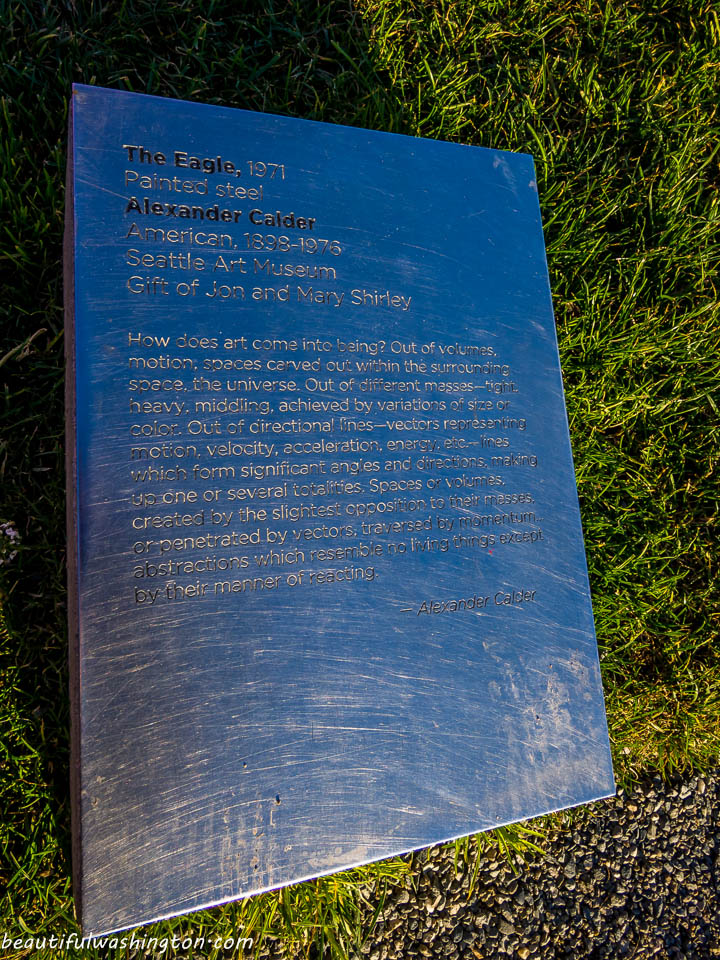 The Eagle, 1971
Painted steel
Alexander Calder
American, 1898-1976
Seattle Art Museum
Gift of Jon and Mary Shirley
How does art come into being? Out of volumes,
motion, spaces carved out within the surrounding
space, the universe. Out of different masses—tight,
heavy, middling, achieved by variations of size or
color. Out of directional lines—vectors representing
motion, velocity, acceleration, energy, etc.—lines
which form significant angles and directions, making
up one or several totalities. Spaces or volumes,
created by the slightest opposition to their masses,
or penetrated by vectors, traversed by momentum...
abstractions which resemble no living things except
by their manner of reacting.
— Alexander Calder
beautifulwashington.com